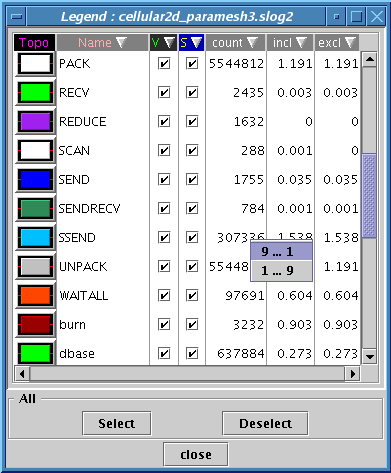 Legend : cellular2d_paramesh3.slog2
Topo Name V S count incl excl
PACK 5544812 1.191 1.191
RECV 2435 0.003 0.003
REDUCE 1632 0 0
SCAN 288 0.001 0
SEND 1755 0.035 0.035
SENDRECV 784 0.001 0.001
SSEND 307336 1.538 1.538
9 ... 1
UNPACK 55448 1.191
1 ... 9
WAITALL 97691 0.604 0.604
burn 3232 0.903 0.903
dbase 637884 0.273 0.273
All
Select Deselect
close